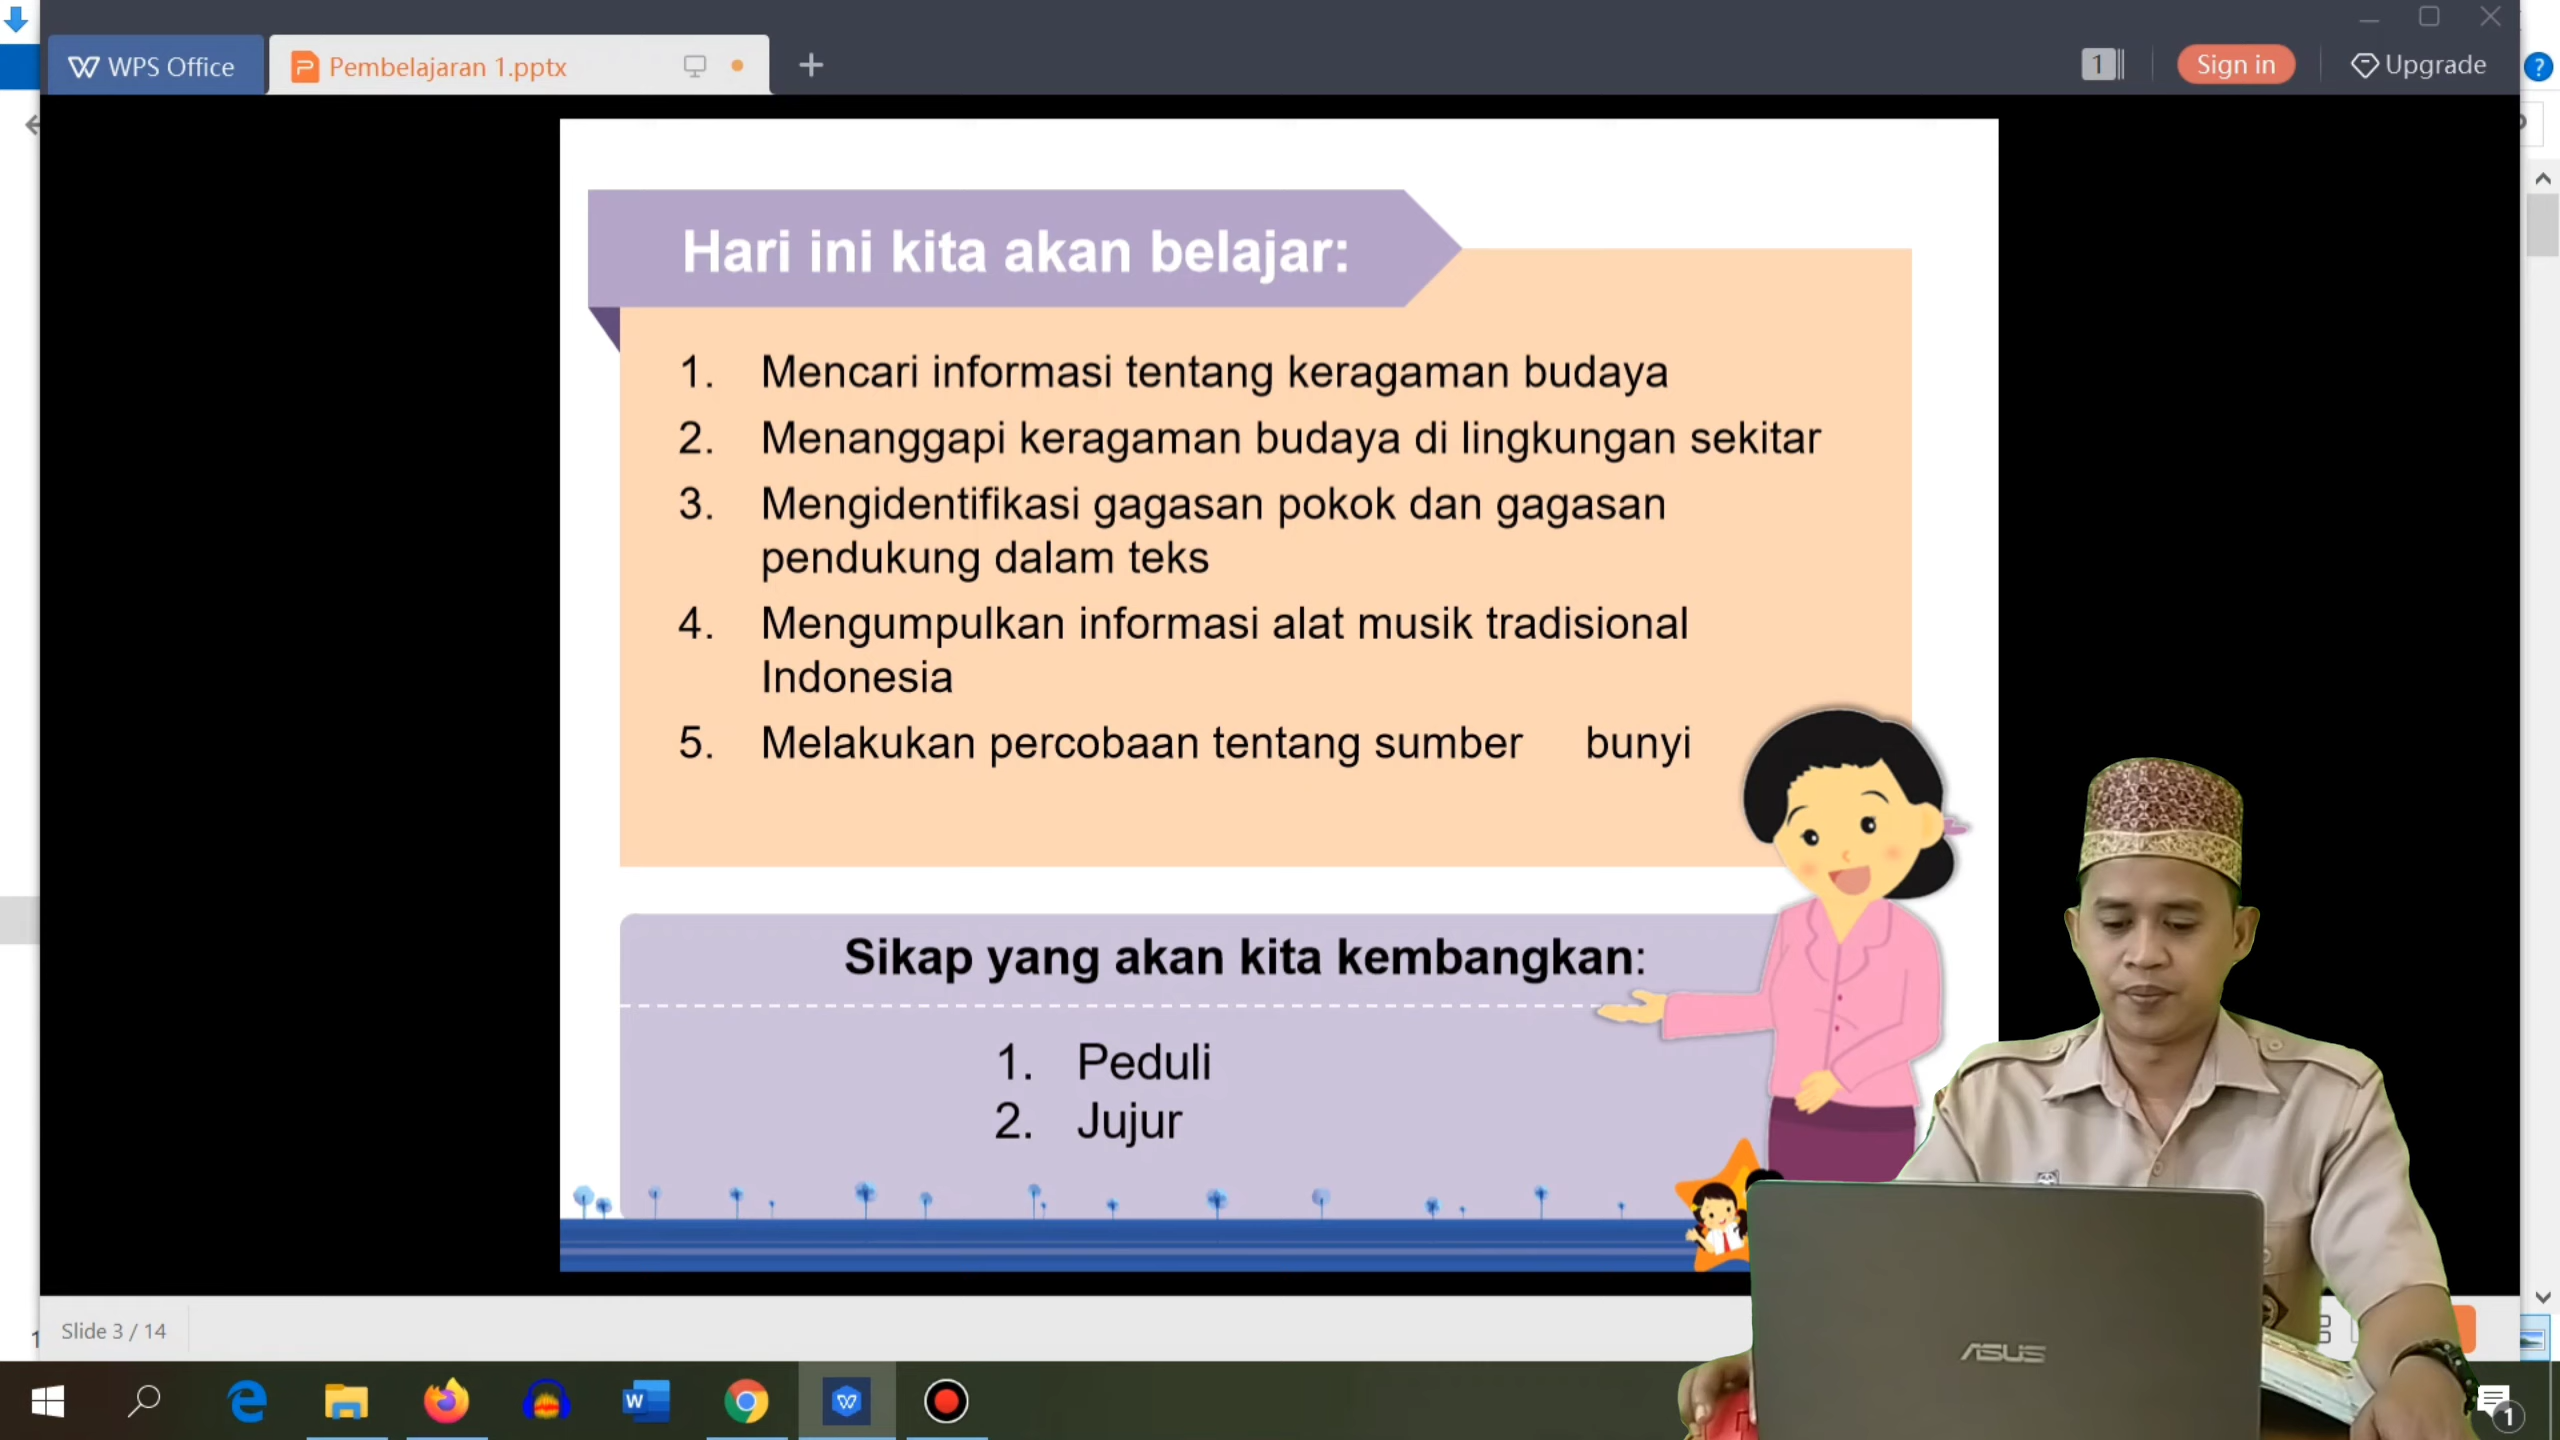 WPS Office
Pembelajaran 1.pptx
1
Sign in
Upgrade
?
Hari ini kita akan belajar:
1. Mencari informasi tentang keragaman budaya
2. Menanggapi keragaman budaya di lingkungan sekitar
3. Mengidentifikasi gagasan pokok dan gagasan
pendukung dalam teks
4. Mengumpulkan informasi alat musik tradisional
Indonesia
5. Melakukan percobaan tentang sumber bunyi
Sikap yang akan kita kembangkan:
1. Peduli
2. Jujur
Slide 3 / 14
ASUS
1